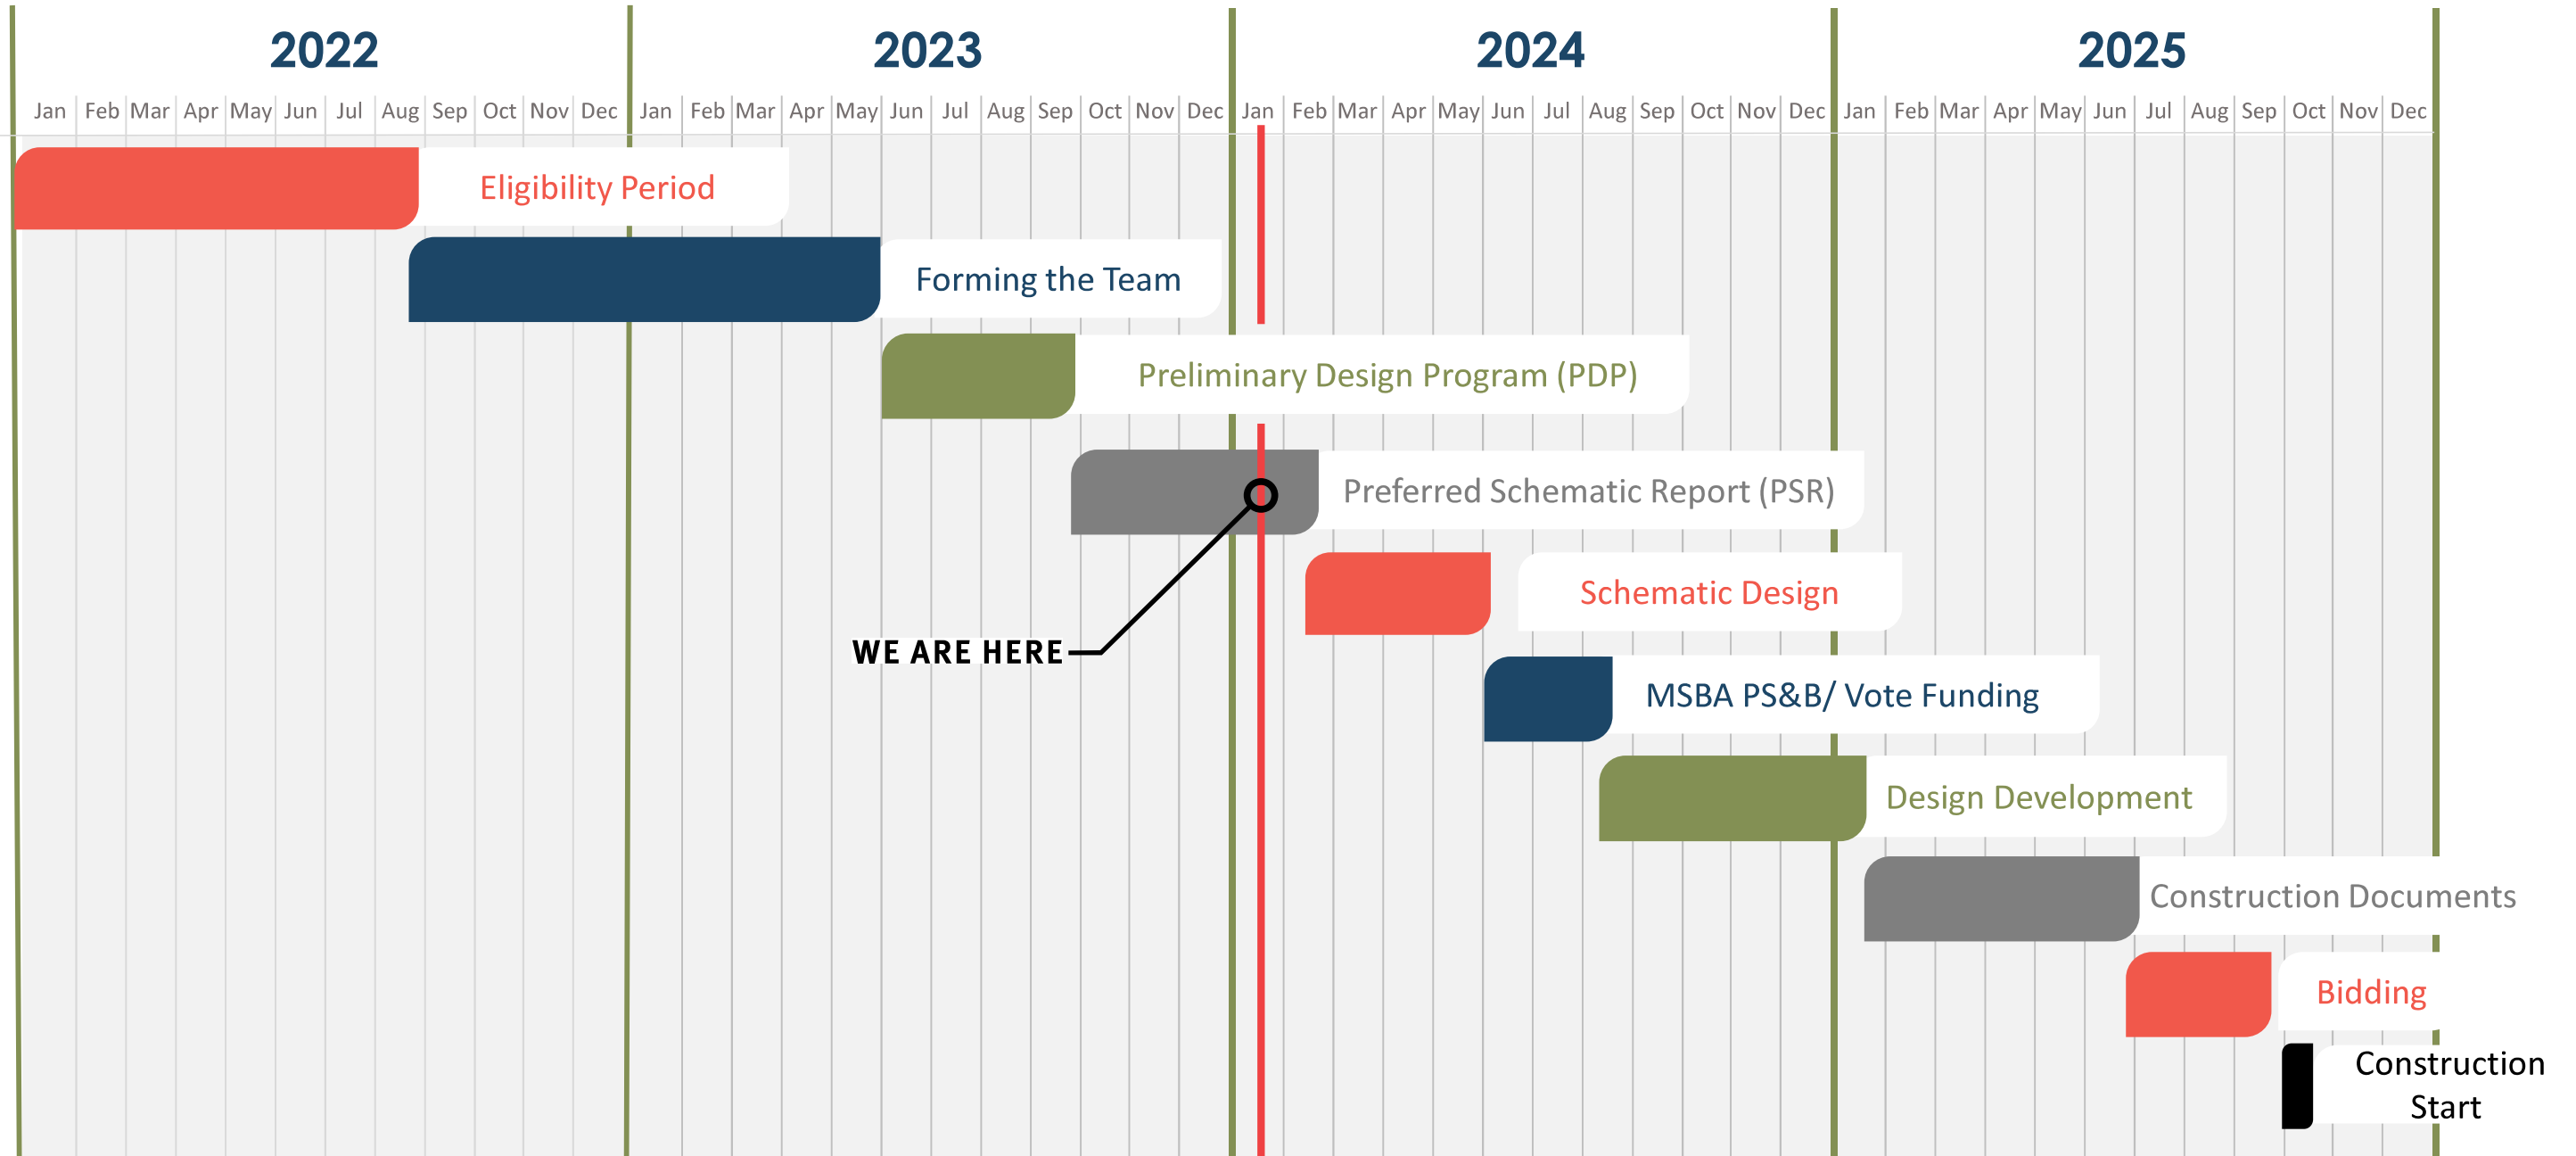 2022 2023 2024 2025
Jan Feb Mar Apr May Jun Jul Aug Sep Oct Nov Dec Jan Feb Mar Apr May Jun Jul Aug Sep Oct Nov Dec Jan Feb Mar Apr May Jun Jul Aug Sep Oct Nov Dec Jan Feb Mar Apr May Jun Jul Aug Sep Oct Nov Dec
Eligibility Period
Forming the Team
Preliminary Design Program (PDP)
Preferred Schematic Report (PSR)
Schematic Design
WE ARE HERE
MSBA PS&B/ Vote Funding
Design Development
Construction Documents
Bidding
Construction
Start